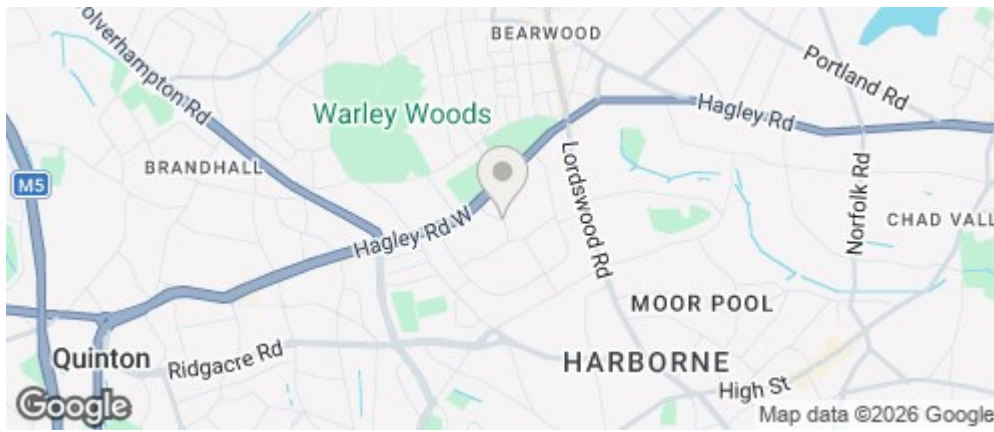 BEARWOOD
olverhampton Rd
Portland Rd
Warley Woods
Hagley Rd
BRANDHALL
M5
Lordswood Rd
Norfolk Rd
CHAD VALL
Hagley Rd W
MOOR POOL
Quinton
Ridgacre Rd
HARBORNE
High St
Google
Map data ©2026 Google